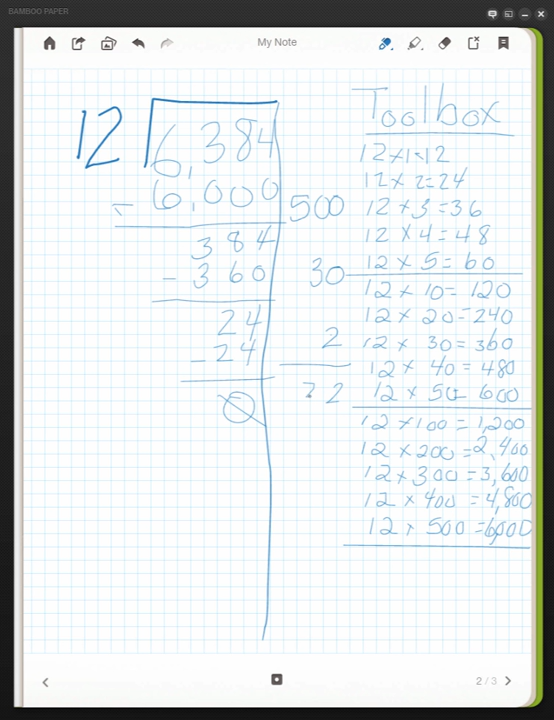 BAMBOO PAPER
My Note
12 6,384
- 6,000 500
384
- 360 30
24
- 24 2
0 32
Toolbox
12×1=12
12×2=24
12×3=36
12×4=48
12×5=60
12×10=120
12×20=240
12×30=360
12×40=480
12×50=600
12×100=1,200
12×200=2,400
12×300=3,600
12×400=4,800
12×500=6,000
2 / 3